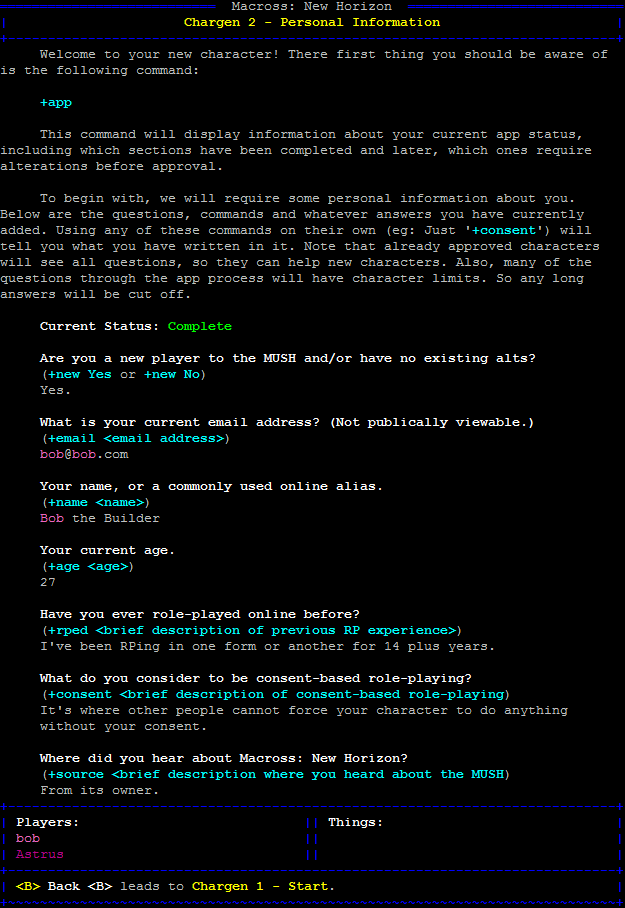 Macross: New Horizon
Chargen 2 - Personal Information
Welcome to your new character! There first thing you should be aware of
is the following command:
+app
This command will display information about your current app status,
including which sections have been completed and later, which ones require
alterations before approval.
To begin with, we will require some personal information about you.
Below are the questions, commands and whatever answers you have currently
added. Using any of these commands on their own (eg: Just '+consent') will
tell you what you have written in it. Note that already approved characters
will see all questions, so they can help new characters. Also, many of the
questions through the app process will have character limits. So any long
answers will be cut off.
Current Status: Complete
Are you a new player to the MUSH and/or have no existing alts?
(+new Yes or +new No)
Yes.
What is your current email address? (Not publically viewable.)
(+email <email address>)
bob@bob.com
Your name, or a commonly used online alias.
(+name <name>)
Bob the Builder
Your current age.
(+age <age>)
27
Have you ever role-played online before?
(+rped <brief description of previous RP experience>)
I've been RPing in one form or another for 14 plus years.
What do you consider to be consent-based role-playing?
(+consent <brief description of consent-based role-playing)
It's where other people cannot force your character to do anything
without your consent.
Where did you hear about Macross: New Horizon?
(+source <brief description where you heard about the MUSH)
From its owner.
Players: || Things:
bob ||
Astrus ||
<B> Back <B> leads to Chargen 1 - Start.